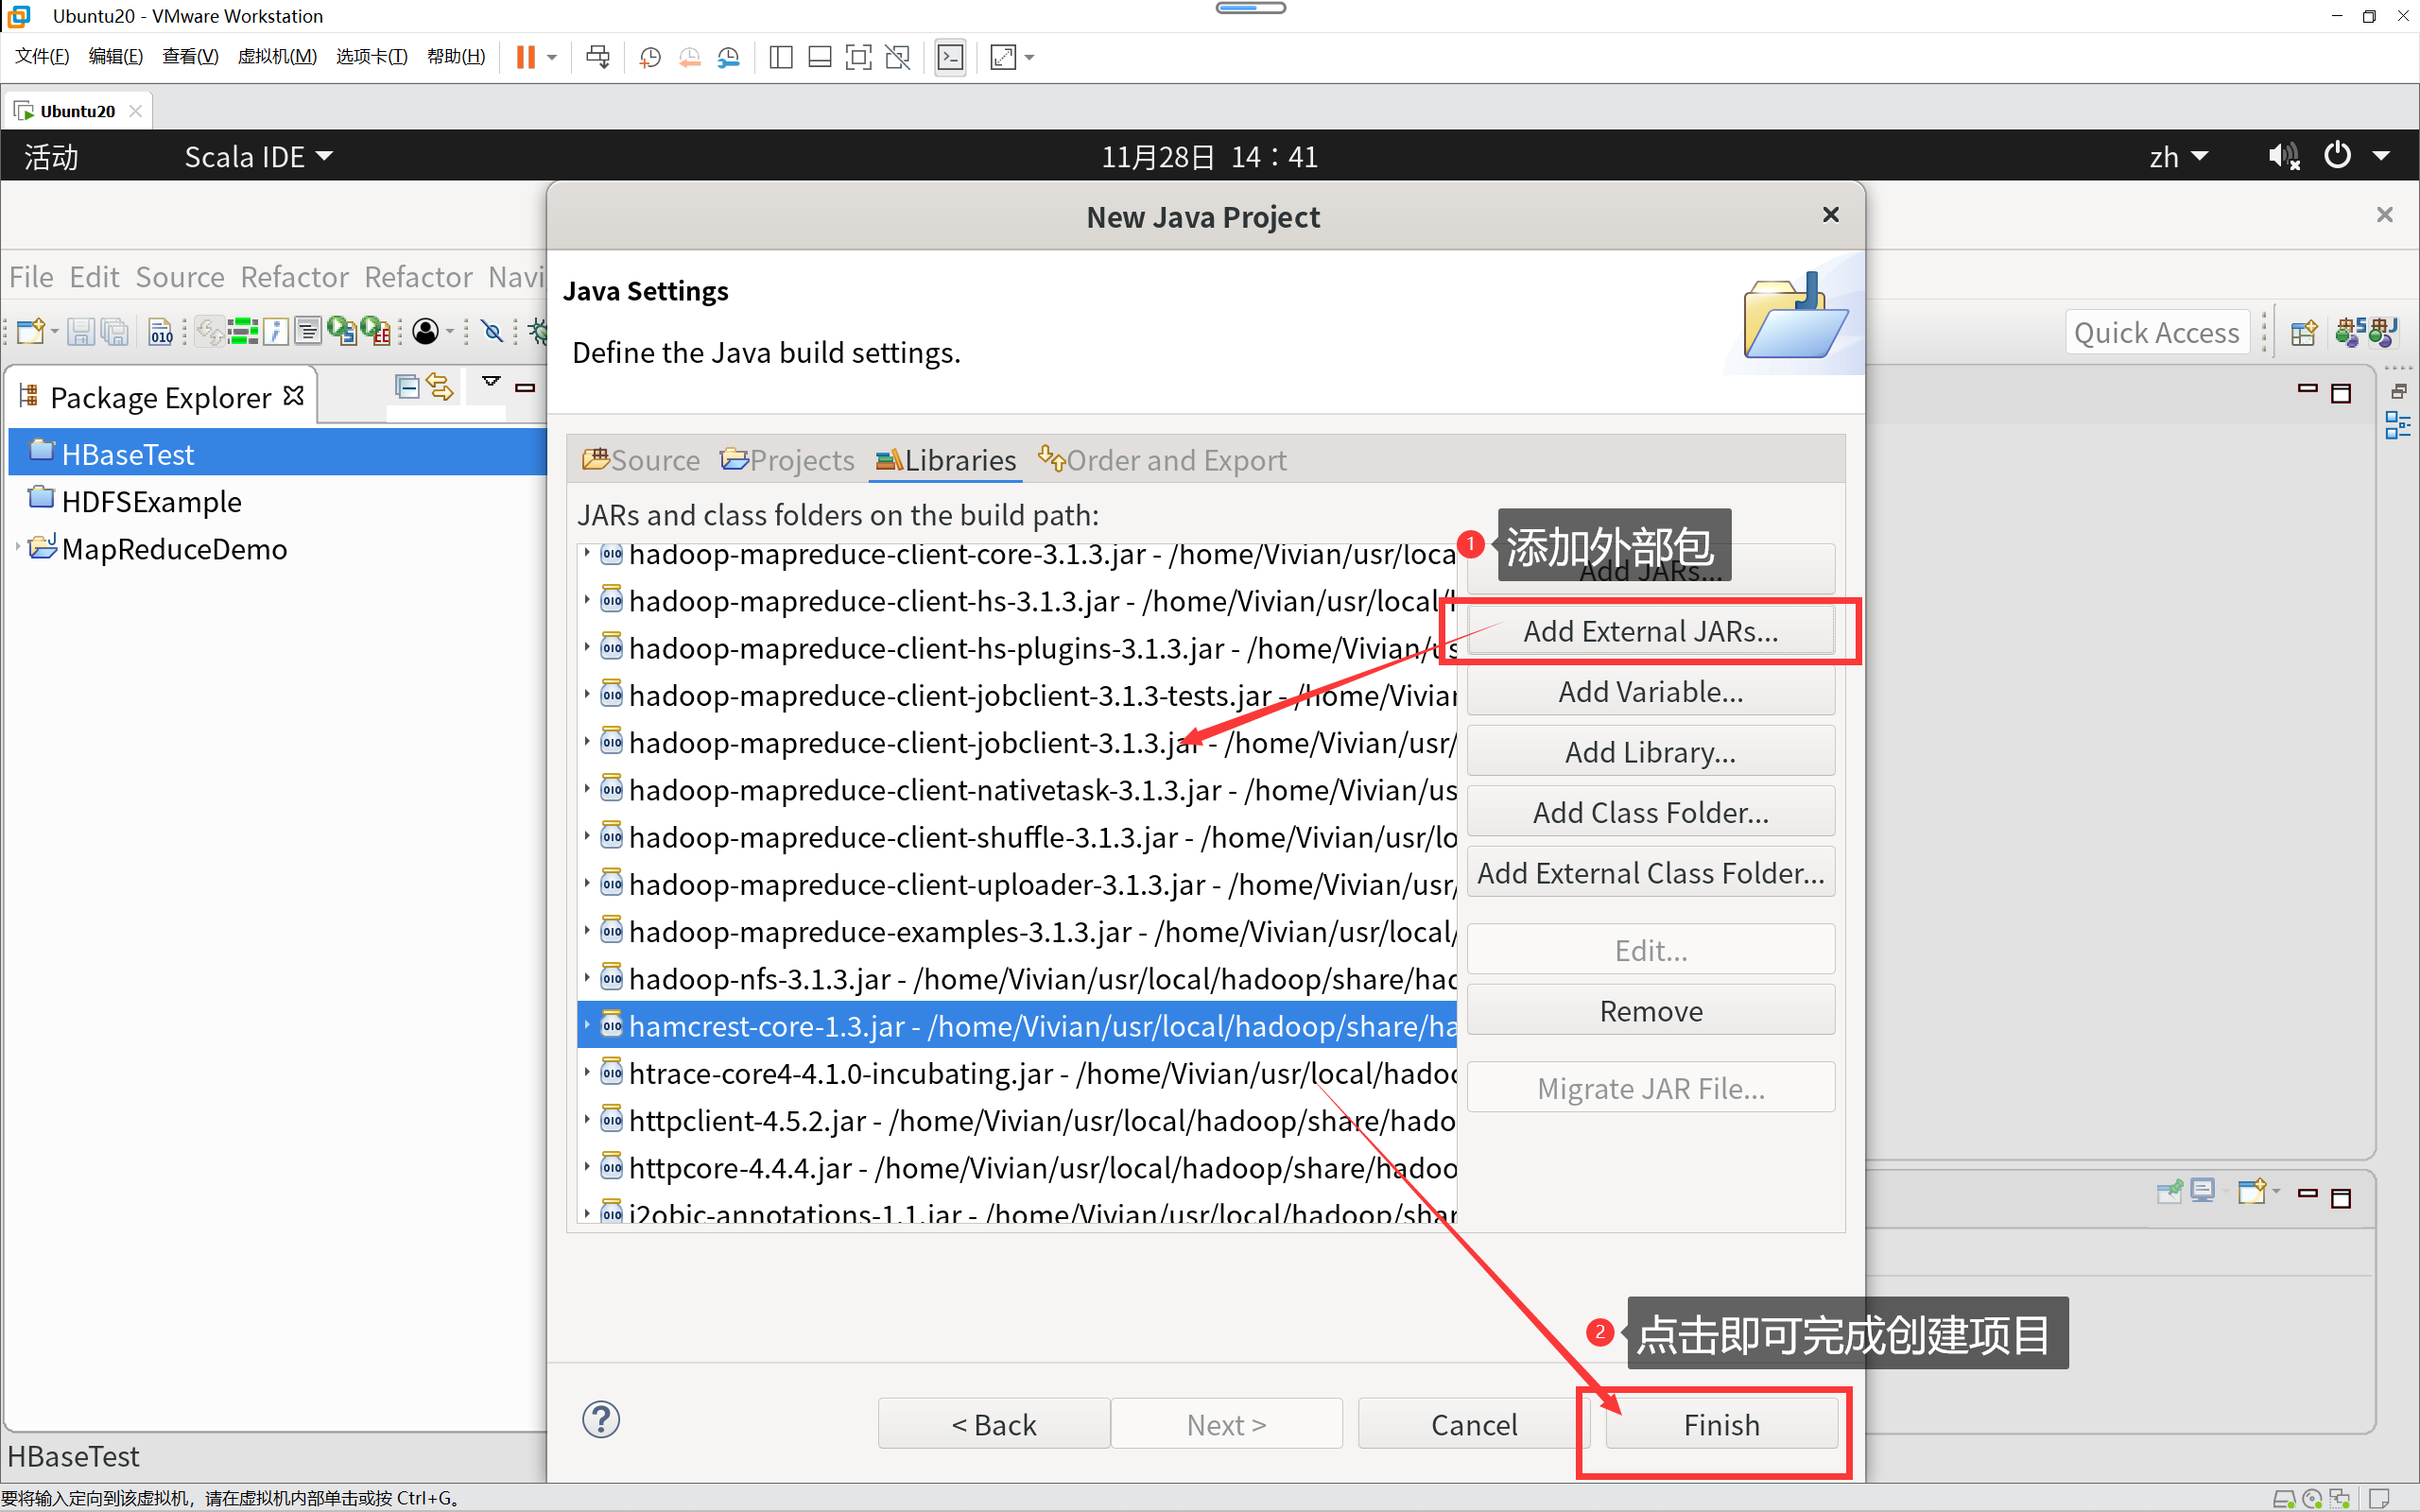 Ubuntu20 - VMware Workstation
文件(F) 编辑(E) 查看(V) 虚拟机(M) 选项卡(T) 帮助(H)
Ubuntu20
活动 Scala IDE 11月28日 14：41 zh
New Java Project
File Edit Source Refactor Refactor Navi
Java Settings
Define the Java build settings.
Quick Access
Package Explorer
HBaseTest
HDFSExample
MapReduceDemo
Source Projects Libraries Order and Export
JARs and class folders on the build path:
hadoop-mapreduce-client-core-3.1.3.jar - /home/Vivian/usr/loca
hadoop-mapreduce-client-hs-3.1.3.jar - /home/Vivian/usr/local/
hadoop-mapreduce-client-hs-plugins-3.1.3.jar - /home/Vivian/us
hadoop-mapreduce-client-jobclient-3.1.3-tests.jar - /home/Vivian
hadoop-mapreduce-client-jobclient-3.1.3.jar - /home/Vivian/usr/
hadoop-mapreduce-client-nativetask-3.1.3.jar - /home/Vivian/us
hadoop-mapreduce-client-shuffle-3.1.3.jar - /home/Vivian/usr/lo
hadoop-mapreduce-client-uploader-3.1.3.jar - /home/Vivian/usr/
hadoop-mapreduce-examples-3.1.3.jar - /home/Vivian/usr/local/
hadoop-nfs-3.1.3.jar - /home/Vivian/usr/local/hadoop/share/had
hamcrest-core-1.3.jar - /home/Vivian/usr/local/hadoop/share/ha
htrace-core4-4.1.0-incubating.jar - /home/Vivian/usr/local/hadoo
httpclient-4.5.2.jar - /home/Vivian/usr/local/hadoop/share/hado
httpcore-4.4.4.jar - /home/Vivian/usr/local/hadoop/share/hadoo
j2objc-annotations-1.1.jar - /home/Vivian/usr/local/hadoop/shar
1 添加外部包
Add JARs...
Add External JARs...
Add Variable...
Add Library...
Add Class Folder...
Add External Class Folder...
Edit...
Remove
Migrate JAR File...
2 点击即可完成创建项目
? < Back Next > Cancel Finish
HBaseTest
要将输入定向到该虚拟机，请在虚拟机内部单击或按 Ctrl+G。